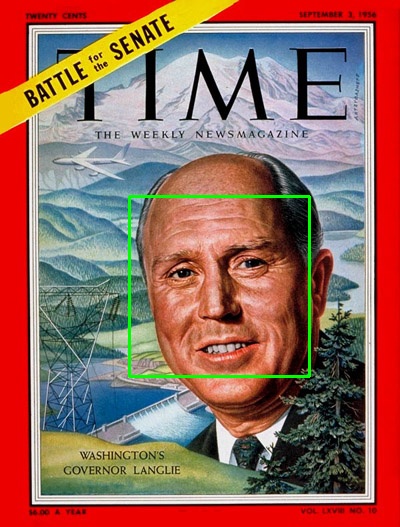 TWENTY CENTS
SEPTEMBER 3, 1956
BATTLE for the SENATE
TIME
THE WEEKLY NEWSMAGAZINE
WASHINGTON'S
GOVERNOR LANGLIE
$6.00 A YEAR
VOL. LXVIII NO. 10